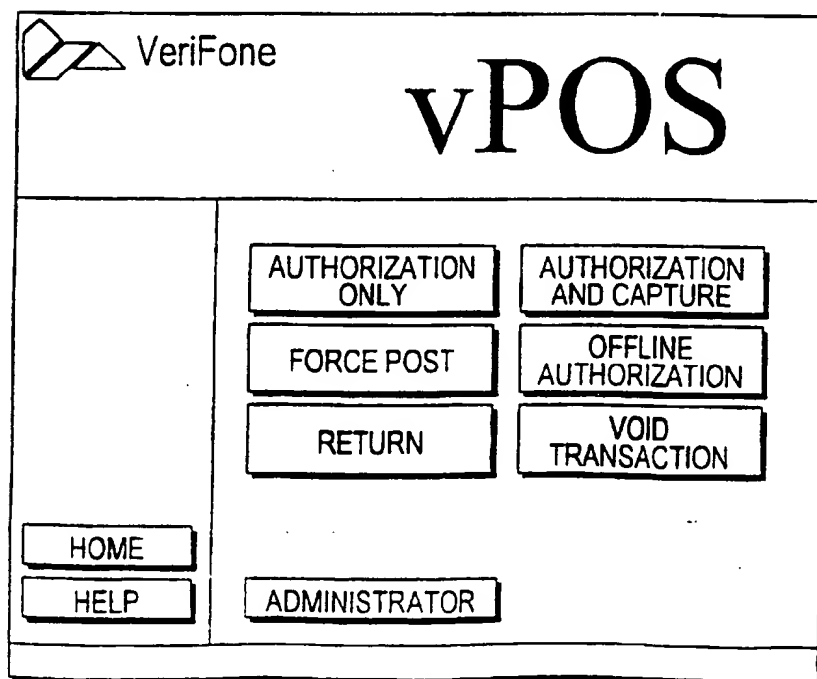 VeriFone
vPOS
AUTHORIZATION
ONLY
AUTHORIZATION
AND CAPTURE
FORCE POST
OFFLINE
AUTHORIZATION
RETURN
VOID
TRANSACTION
HOME
HELP
ADMINISTRATOR